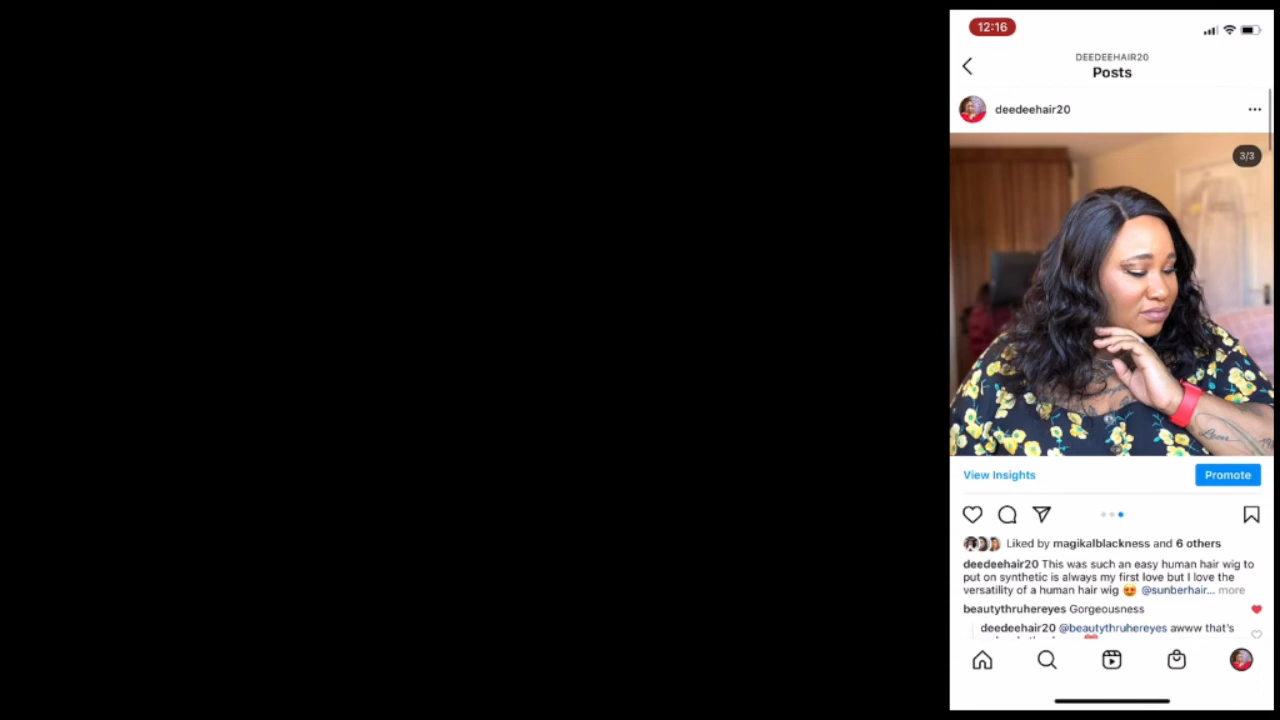 12:16
DEEDEEHAIR20
Posts
deedeehair20
3/3
View Insights
Promote
Liked by magikalblackness and 6 others
deedeehair20 This was such an easy human hair wig to
put on synthetic is always my first love but I love the
versatility of a human hair wig 😍 @sunberhair... more
beautythruhereyes Gorgeousness
deedeehair20 @beautythruhereyes awww that's